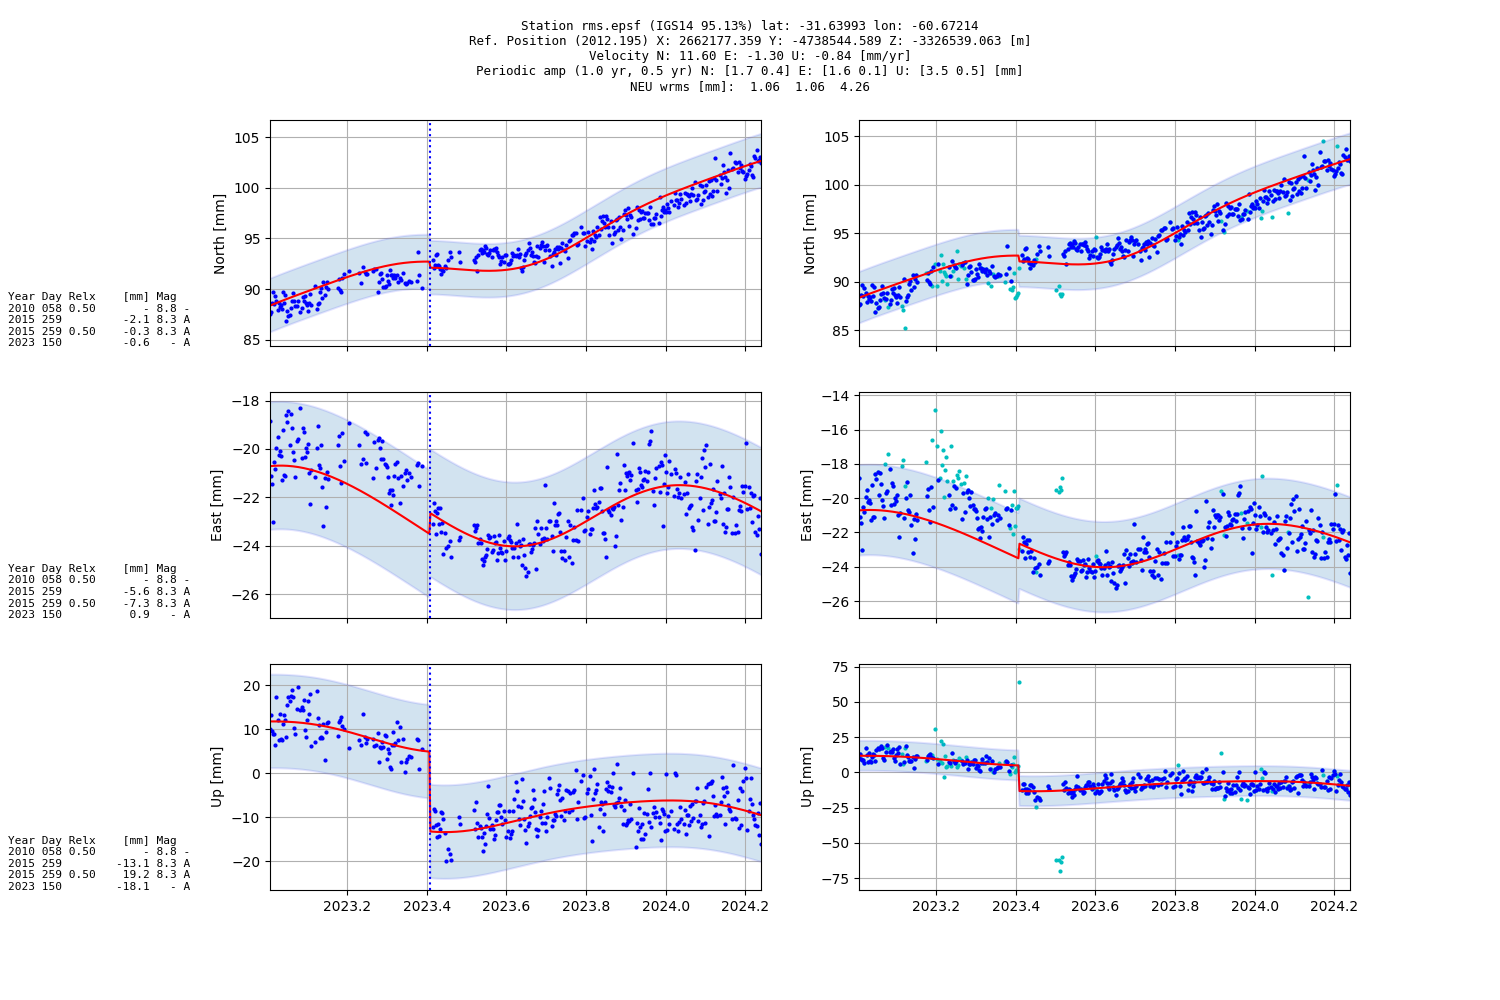 Station rms.epsf (IGS14 95.13%) lat: -31.63993 lon: -60.67214
Ref. Position (2012.195) X: 2662177.359 Y: -4738544.589 Z: -3326539.063 [m]
Velocity N: 11.60 E: -1.30 U: -0.84 [mm/yr]
Periodic amp (1.0 yr, 0.5 yr) N: [1.7 0.4] E: [1.6 0.1] U: [3.5 0.5] [mm]
NEU wrms [mm]: 1.06 1.06 4.26
105
100
95
90
85
North [mm]
105
100
95
90
85
North [mm]
Year Day Relx [mm] Mag
2010 058 0.50 - 8.8 -
2015 259 -2.1 8.3 A
2015 259 0.50 -0.3 8.3 A
2023 150 -0.6 - A
−18
−20
−22
−24
−26
East [mm]
−14
−16
−18
−20
−22
−24
−26
East [mm]
Year Day Relx [mm] Mag
2010 058 0.50 - 8.8 -
2015 259 -5.6 8.3 A
2015 259 0.50 -7.3 8.3 A
2023 150 0.9 - A
20
10
0
−10
−20
Up [mm]
75
50
25
0
−25
−50
−75
Up [mm]
Year Day Relx [mm] Mag
2010 058 0.50 - 8.8 -
2015 259 -13.1 8.3 A
2015 259 0.50 19.2 8.3 A
2023 150 -18.1 - A
2023.2 2023.4 2023.6 2023.8 2024.0 2024.2
2023.2 2023.4 2023.6 2023.8 2024.0 2024.2